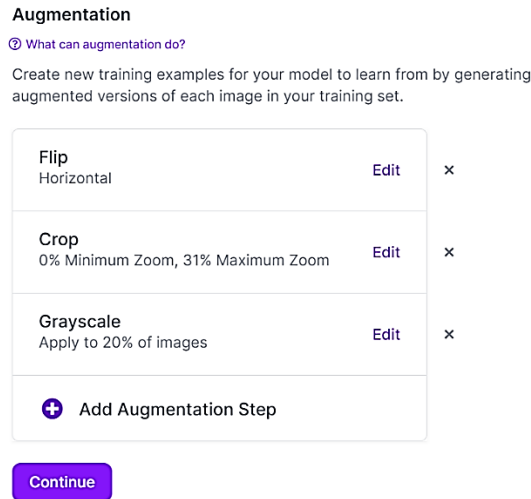 Augmentation
What can augmentation do?
Create new training examples for your model to learn from by generating
augmented versions of each image in your training set.
Flip
Horizontal
Edit
Crop
0% Minimum Zoom, 31% Maximum Zoom
Edit
Grayscale
Apply to 20% of images
Edit
Add Augmentation Step
Continue